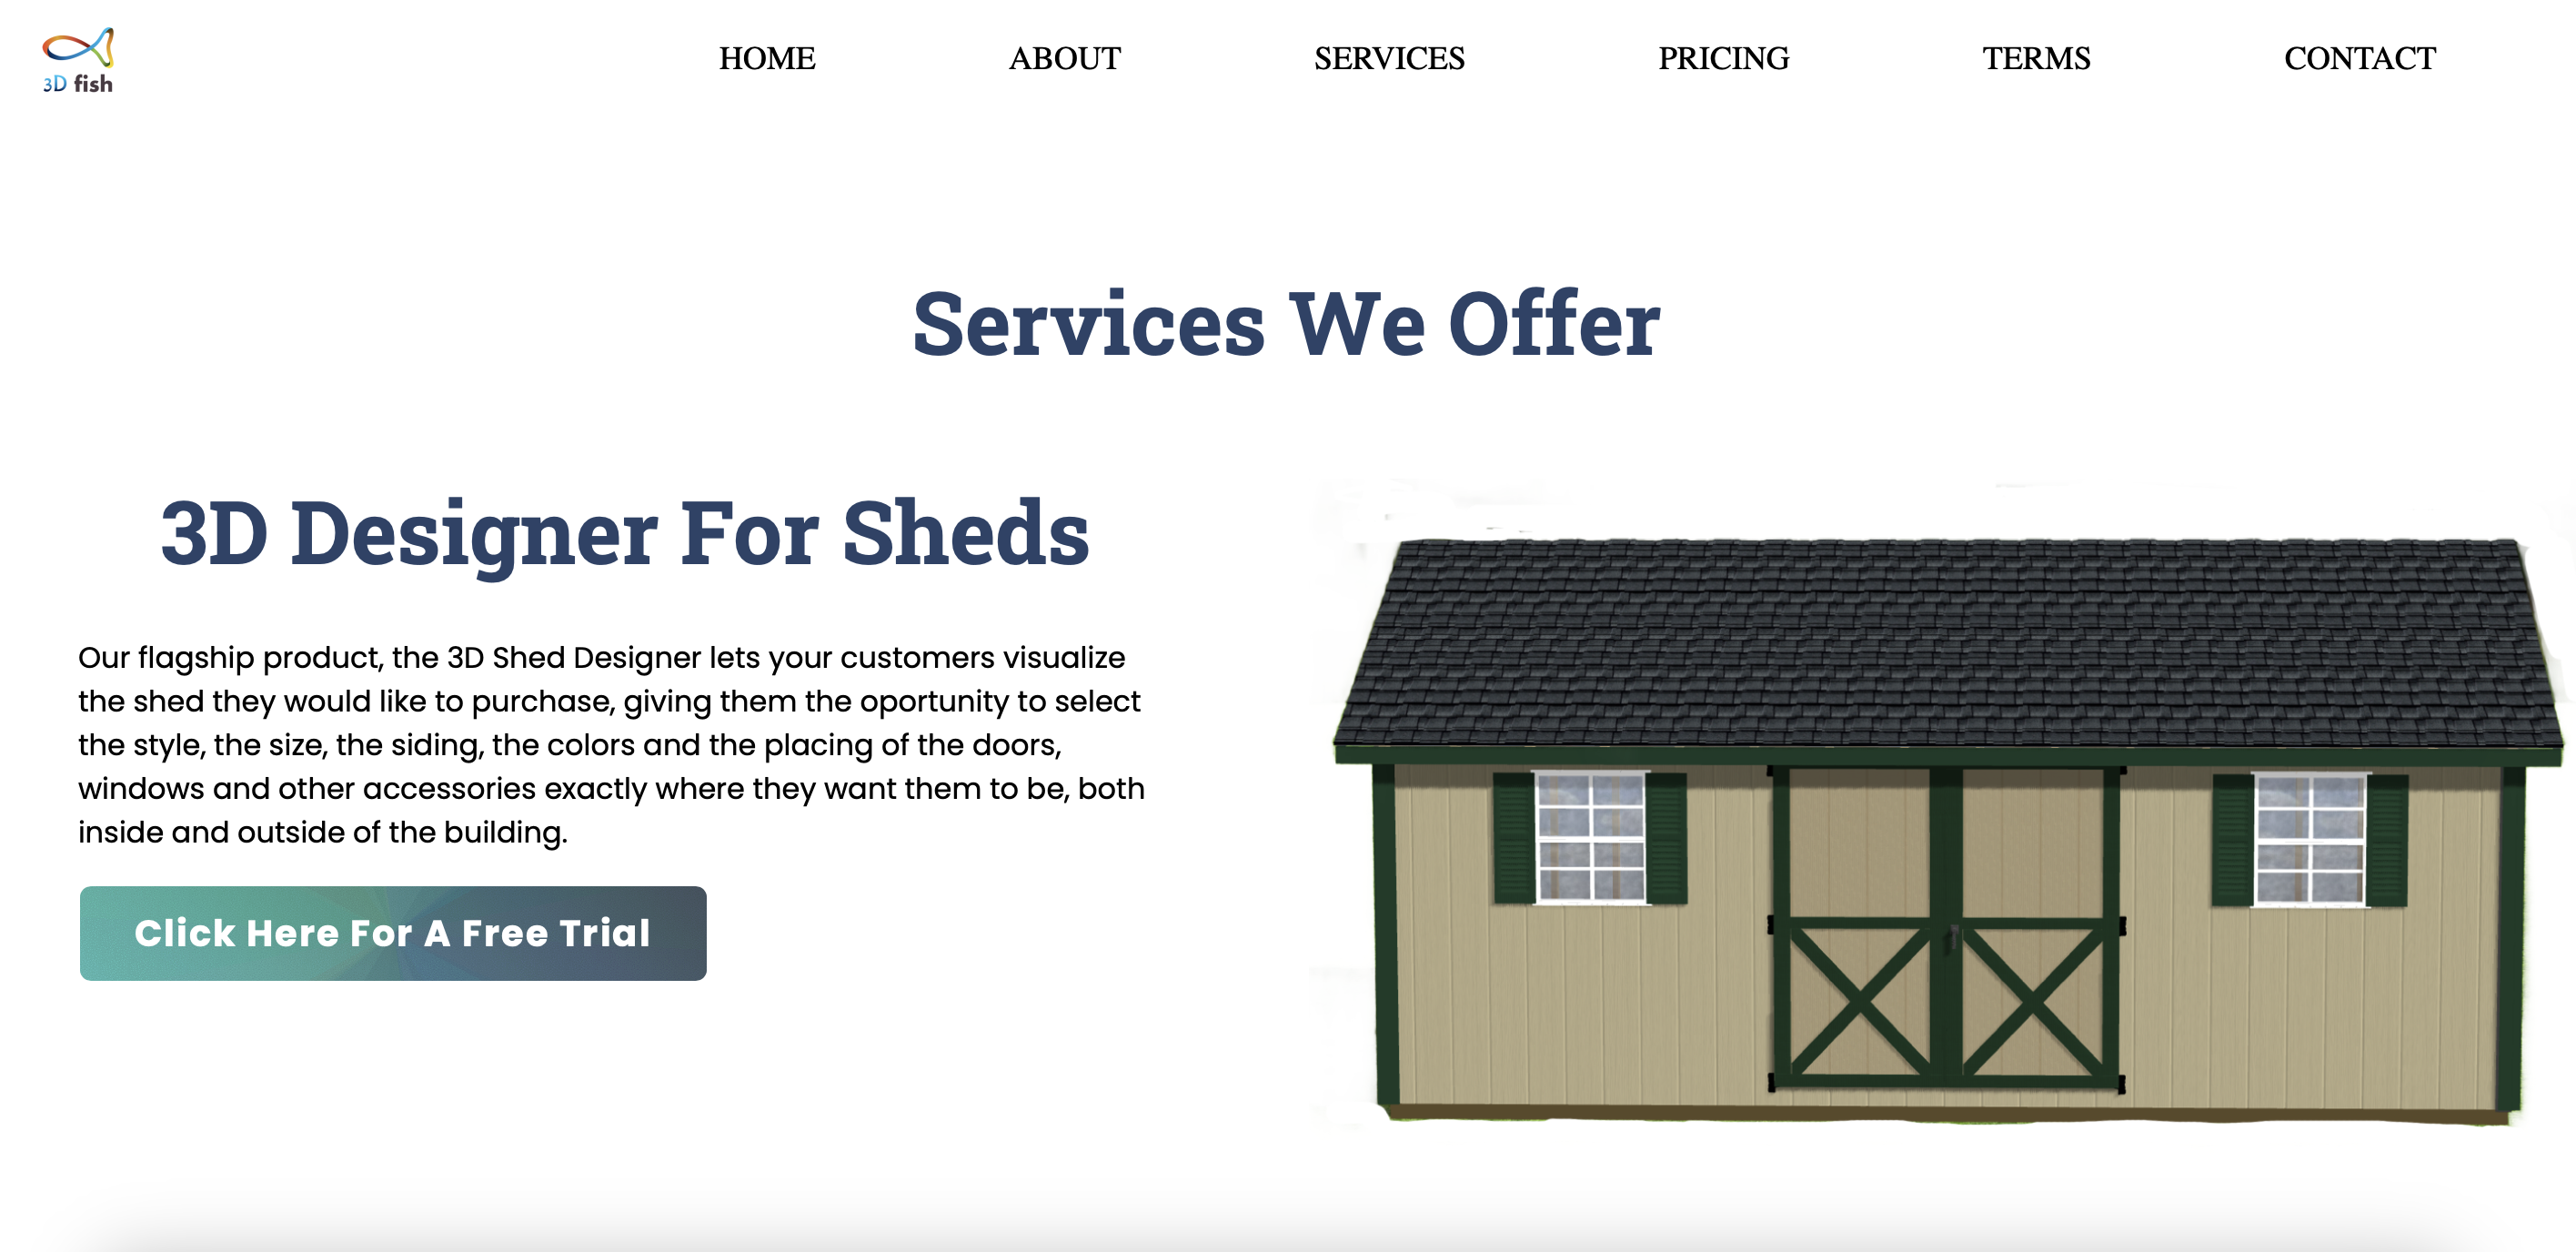 3D fish
HOME ABOUT SERVICES PRICING TERMS CONTACT
Services We Offer
3D Designer For Sheds
Our flagship product, the 3D Shed Designer lets your customers visualize
the shed they would like to purchase, giving them the oportunity to select
the style, the size, the siding, the colors and the placing of the doors,
windows and other accessories exactly where they want them to be, both
inside and outside of the building.
Click Here For A Free Trial